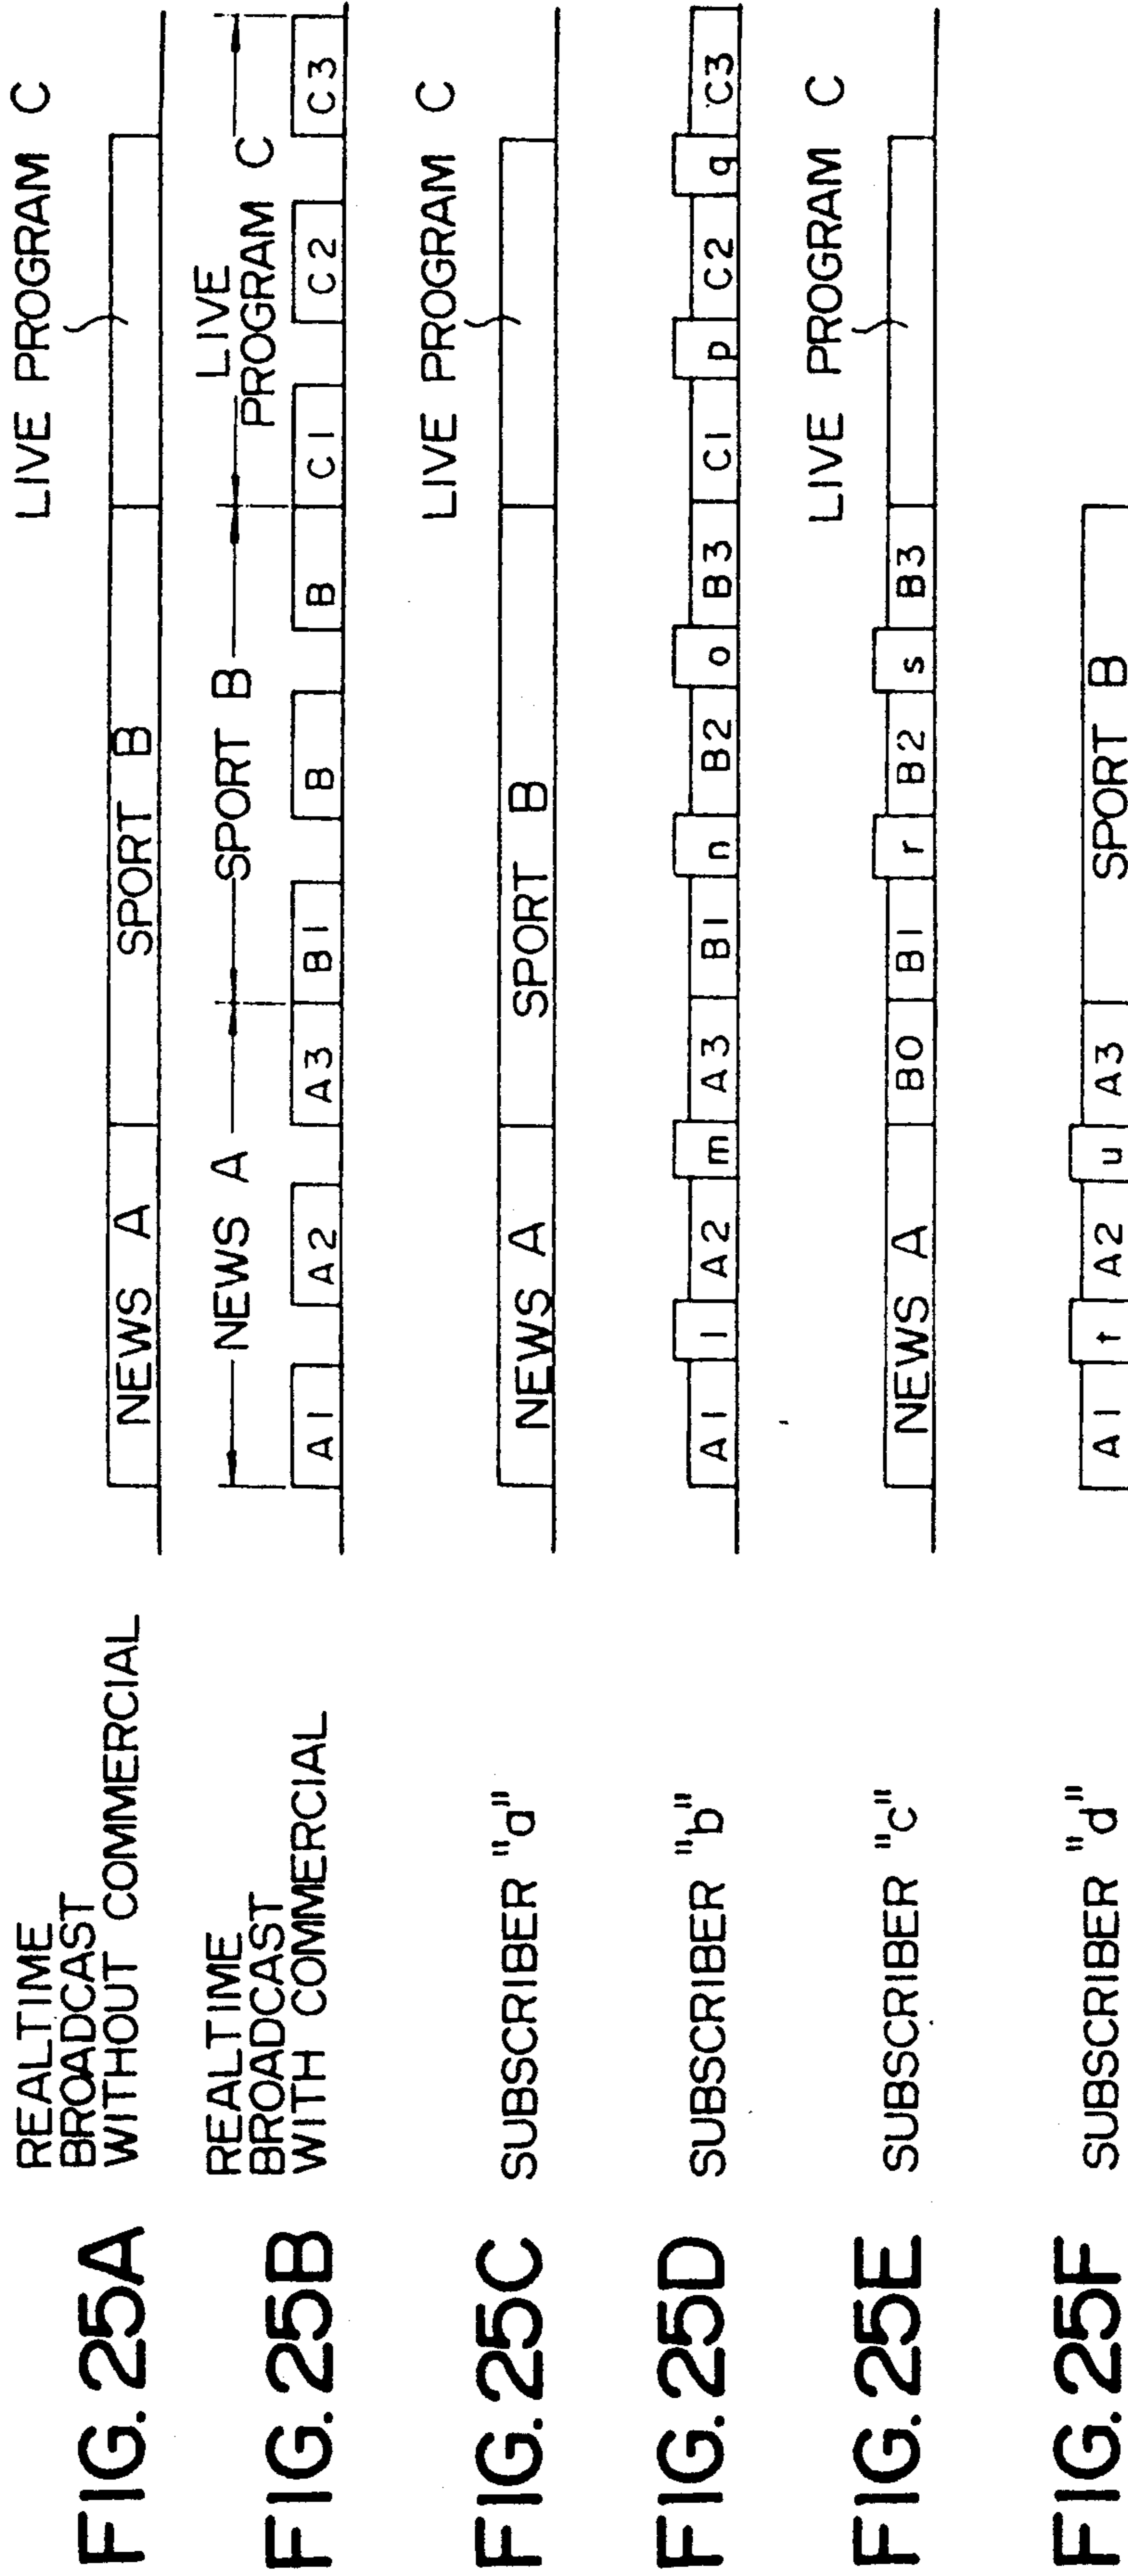 FIG. 25A
REALTIME
BROADCAST
WITHOUT COMMERCIAL
NEWS A
SPORT B
LIVE PROGRAM C
FIG. 25B
REALTIME
BROADCAST
WITH COMMERCIAL
NEWS A
SPORT B
LIVE
PROGRAM C
A1 A2 A3 B1 B B C1 C2 C3
FIG. 25C
SUBSCRIBER "a"
NEWS A
SPORT B
LIVE PROGRAM C
FIG. 25D
SUBSCRIBER "b"
A1 l A2 m A3 B1 n B2 o B3 C1 p C2 q C3
FIG. 25E
SUBSCRIBER "c"
NEWS A
B0 B1 r B2 s B3
LIVE PROGRAM C
FIG. 25F
SUBSCRIBER "d"
A1 t A2 u A3
SPORT B